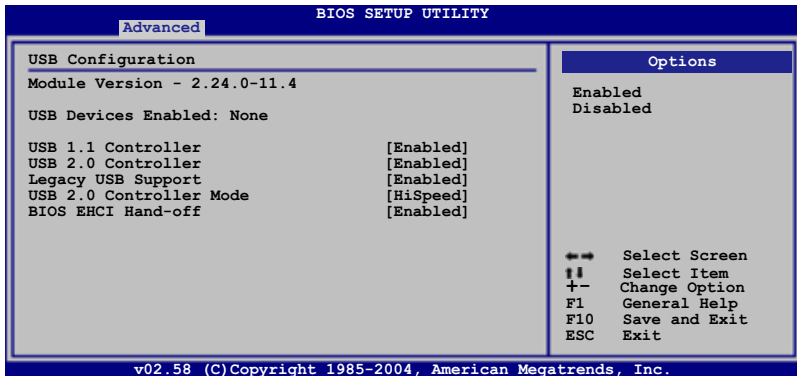 BIOS SETUP UTILITY
Advanced
USB Configuration
Module Version - 2.24.0-11.4
USB Devices Enabled: None
USB 1.1 Controller [Enabled]
USB 2.0 Controller [Enabled]
Legacy USB Support [Enabled]
USB 2.0 Controller Mode [HiSpeed]
BIOS EHCI Hand-off [Enabled]
Options
Enabled
Disabled
←→ Select Screen
↑↓ Select Item
+- Change Option
F1 General Help
F10 Save and Exit
ESC Exit
v02.58 (C)Copyright 1985-2004, American Megatrends, Inc.